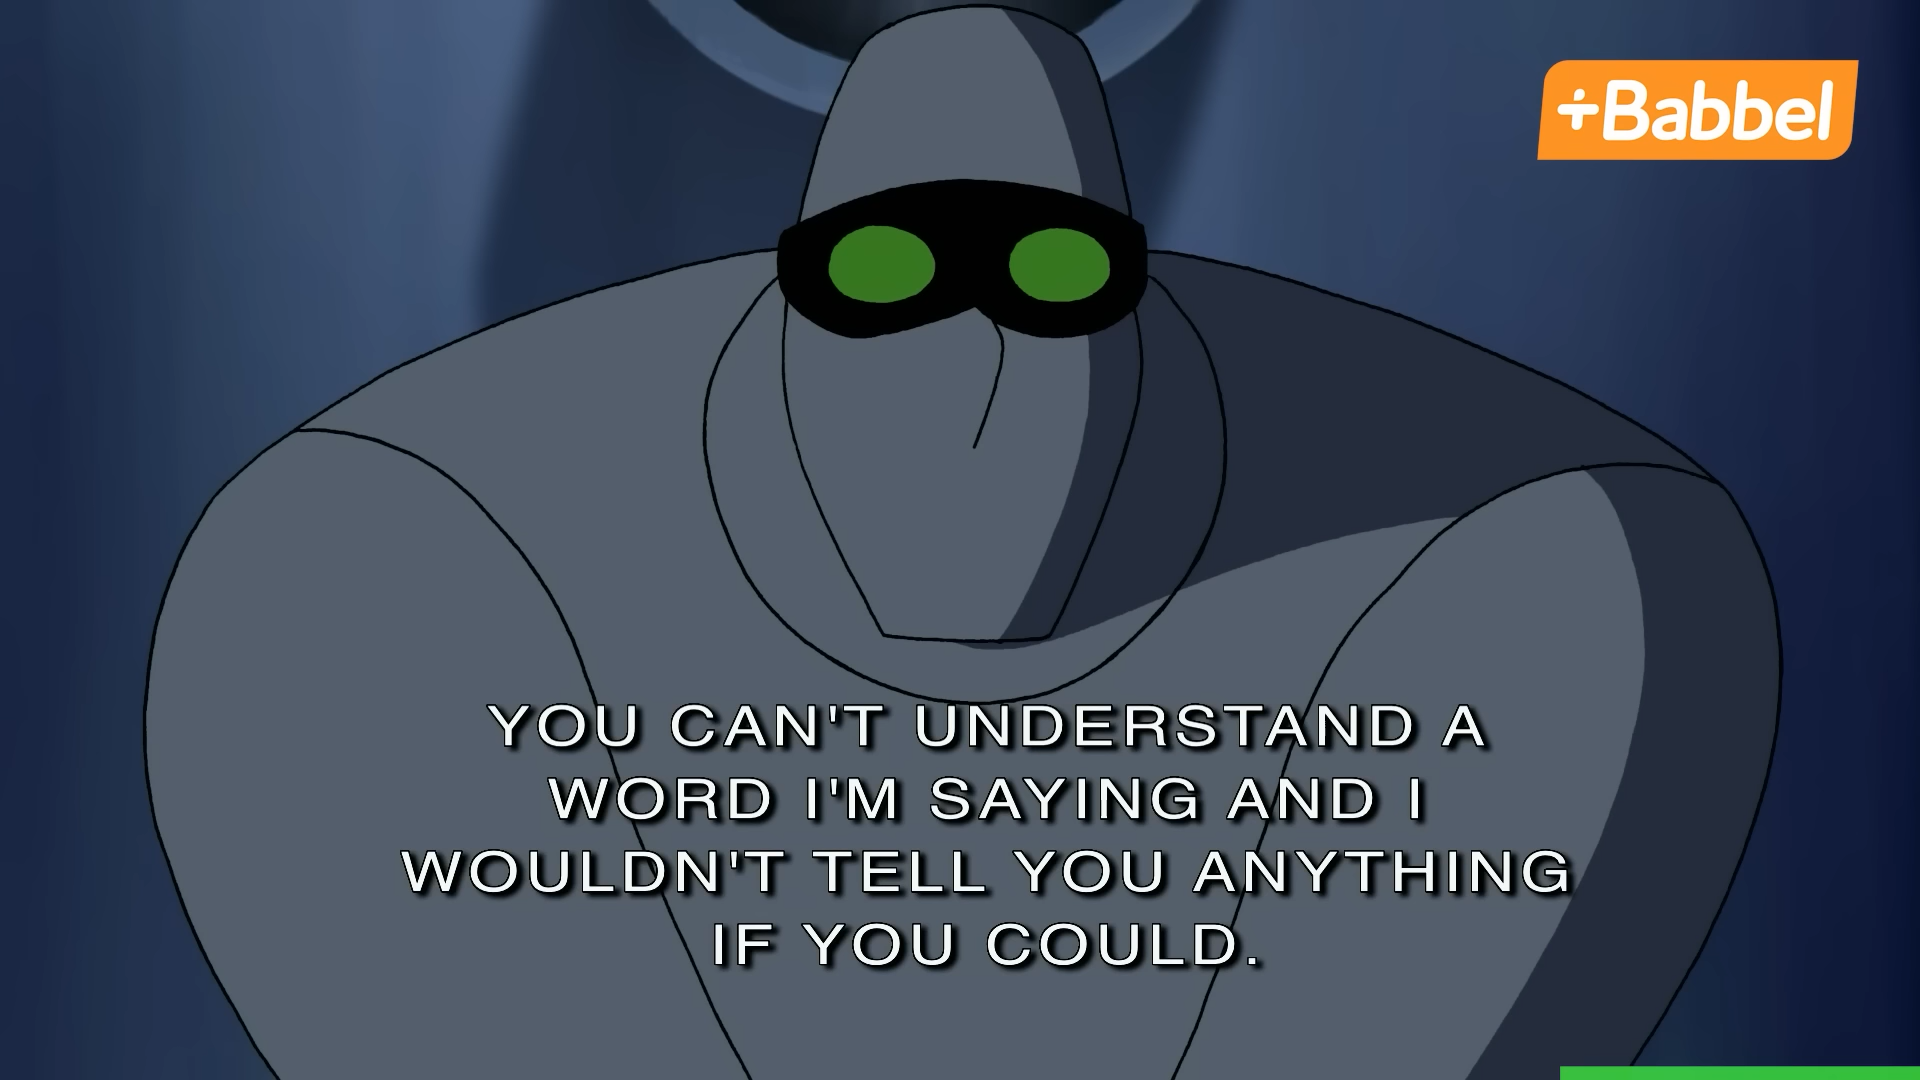 +Babbel
YOU CAN'T UNDERSTAND A
WORD I'M SAYING AND I
WOULDN'T TELL YOU ANYTHING
IF YOU COULD.